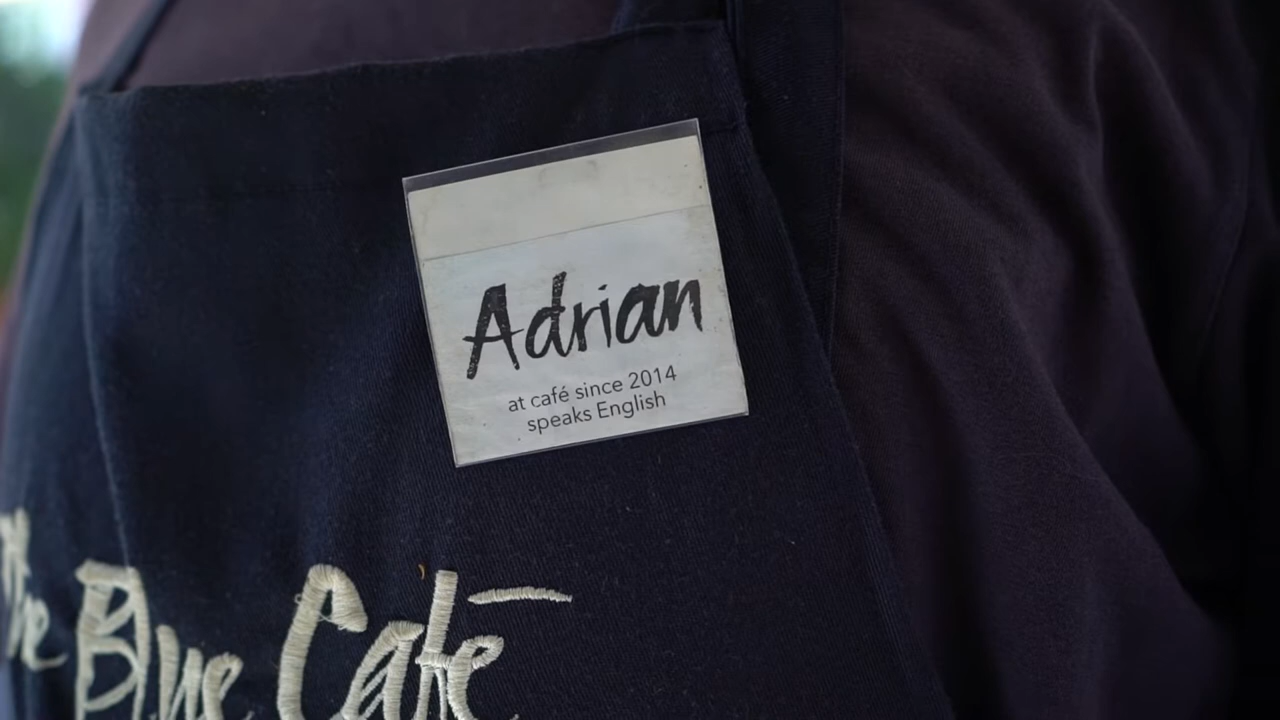 Adrian
at café since 2014
speaks English
The Blue Café